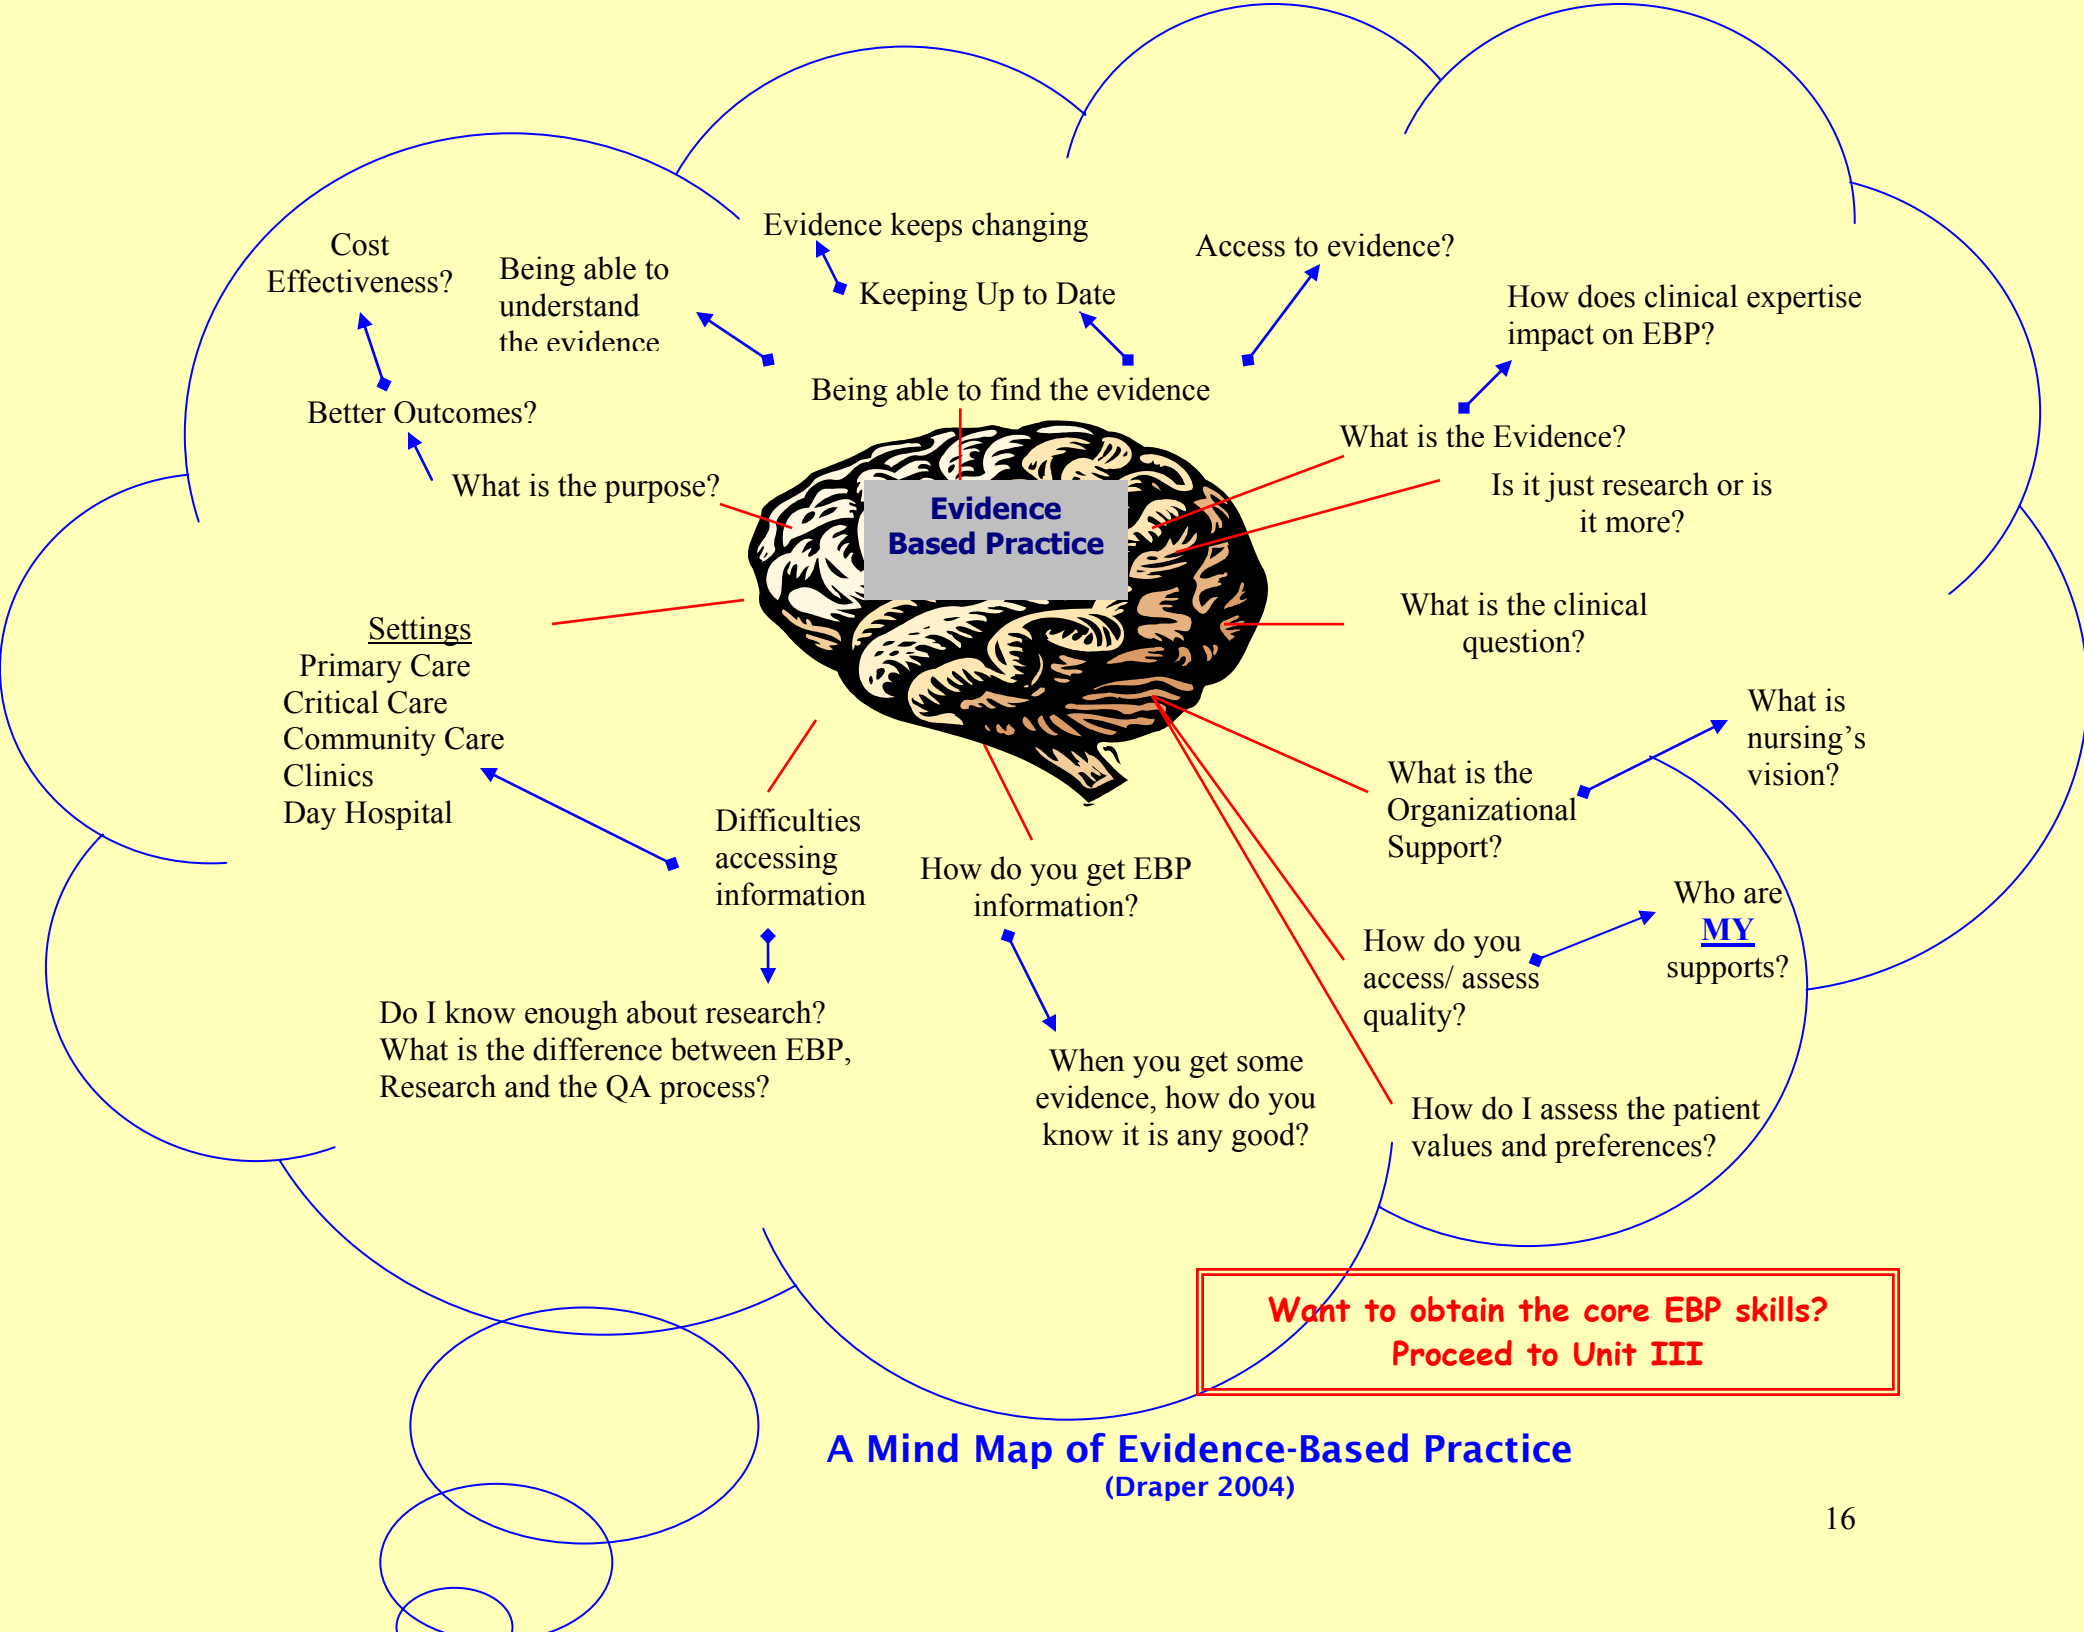 Evidence keeps changing
Cost
Effectiveness?
Being able to
understand
the evidence
Access to evidence?
Keeping Up to Date
How does clinical expertise
impact on EBP?
Being able to find the evidence
Better Outcomes?
What is the Evidence?
What is the purpose?
Is it just research or is
it more?
Evidence
Based Practice
What is the clinical
question?
Settings
Primary Care
Critical Care
Community Care
Clinics
Day Hospital
What is
nursing’s
vision?
What is the
Organizational
Support?
Difficulties
accessing
information
How do you get EBP
information?
Who are
MY
supports?
How do you
access/ assess
quality?
Do I know enough about research?
What is the difference between EBP,
Research and the QA process?
When you get some
evidence, how do you
know it is any good?
How do I assess the patient
values and preferences?
Want to obtain the core EBP skills?
Proceed to Unit III
A Mind Map of Evidence-Based Practice
(Draper 2004)
16